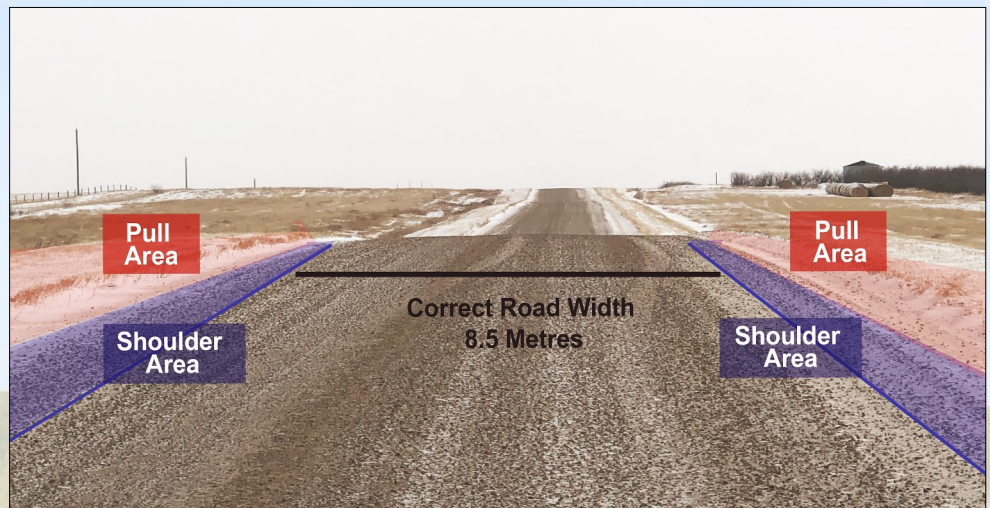 Pull
Area
Pull
Area
Correct Road Width
8.5 Metres
Shoulder
Area
Shoulder
Area